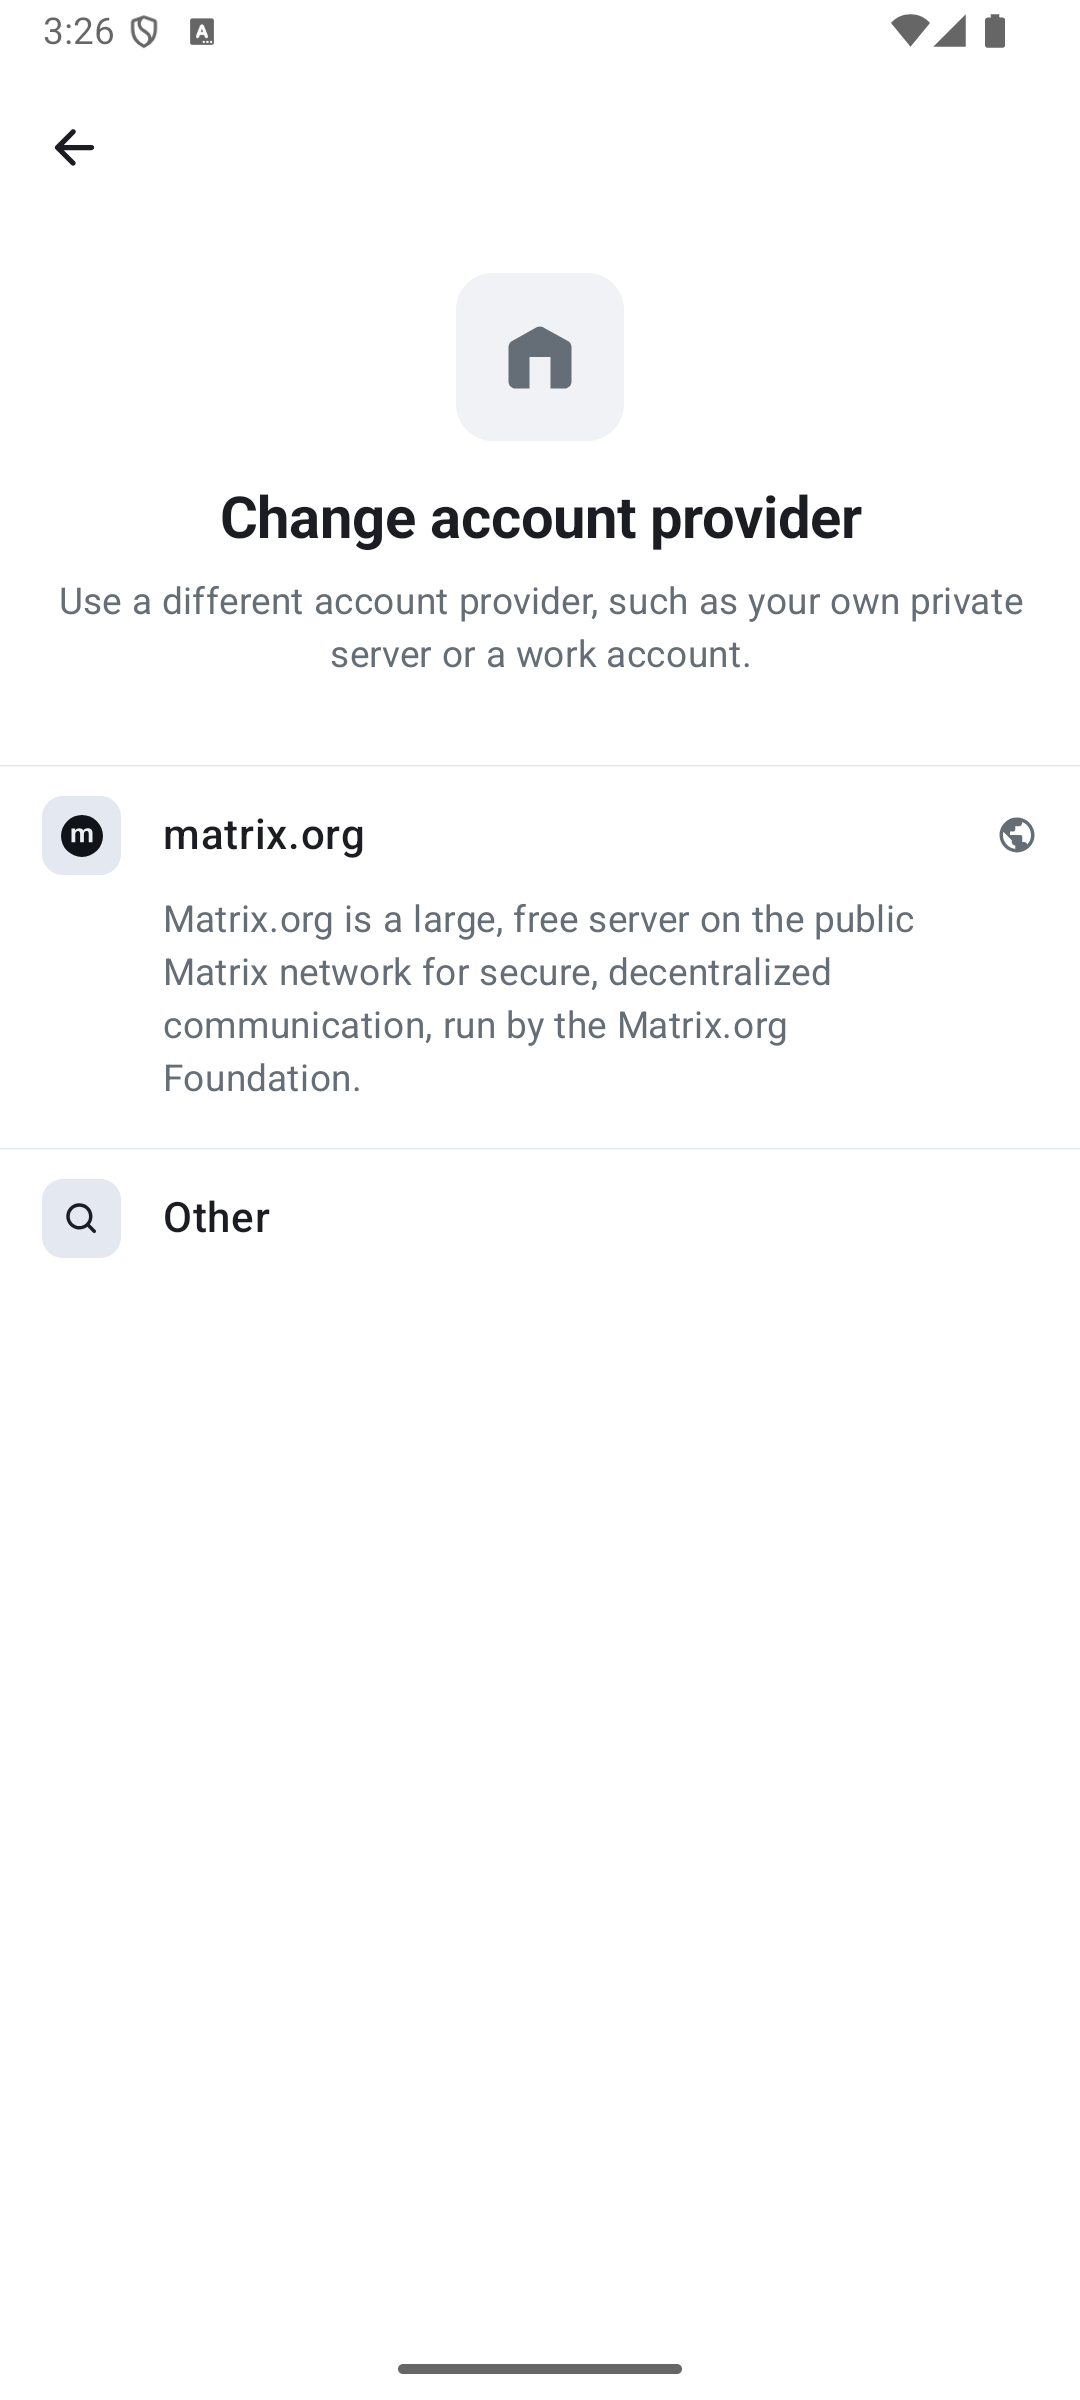 3:26
Change account provider
Use a different account provider, such as your own private
server or a work account.
m
matrix.org
Matrix.org is a large, free server on the public
Matrix network for secure, decentralized
communication, run by the Matrix.org
Foundation.
Other